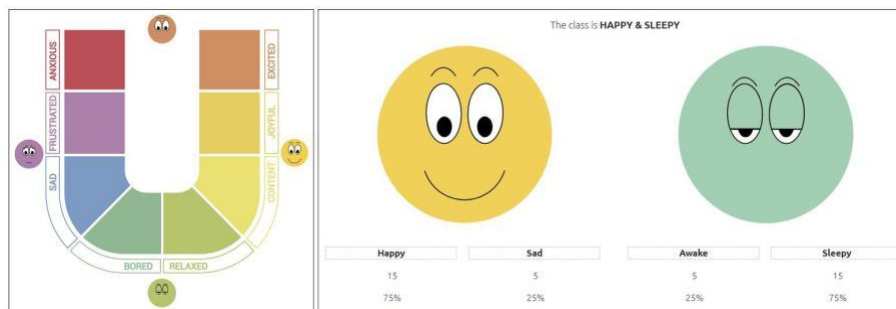 ANXIOUS
FRUSTRATED
SAD
BORED
RELAXED
CONTENT
JOYFUL
EXCITED
The class is HAPPY & SLEEPY
Happy Sad
15 5
75% 25%
Awake Sleepy
5 15
25% 75%